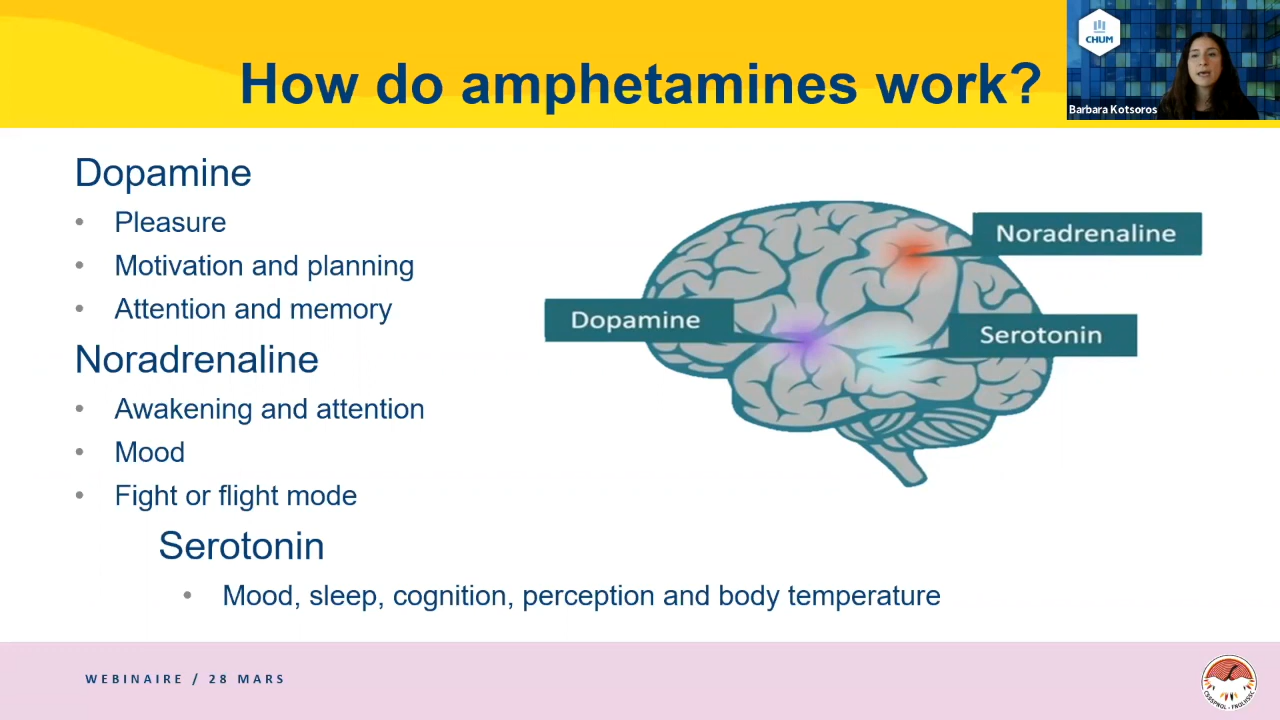 How do amphetamines work?
CHUM
Barbara Kotsoros
Dopamine
• Pleasure
• Motivation and planning
• Attention and memory
Noradrenaline
• Awakening and attention
• Mood
• Fight or flight mode
Serotonin
• Mood, sleep, cognition, perception and body temperature
Noradrenaline
Dopamine
Serotonin
WEBINAIRE / 28 MARS
CSSSPNQL - FNQLHSSC